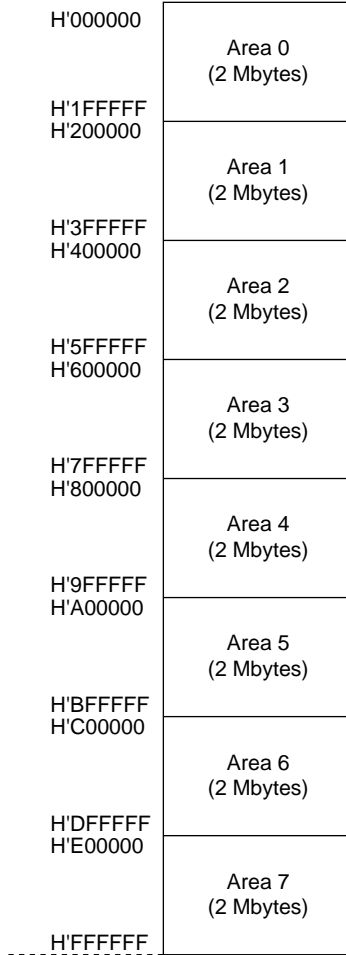 H'000000
Area 0
(2 Mbytes)
H'1FFFFF
H'200000
Area 1
(2 Mbytes)
H'3FFFFF
H'400000
Area 2
(2 Mbytes)
H'5FFFFF
H'600000
Area 3
(2 Mbytes)
H'7FFFFF
H'800000
Area 4
(2 Mbytes)
H'9FFFFF
H'A00000
Area 5
(2 Mbytes)
H'BFFFFF
H'C00000
Area 6
(2 Mbytes)
H'DFFFFF
H'E00000
Area 7
(2 Mbytes)
H'FFFFFF